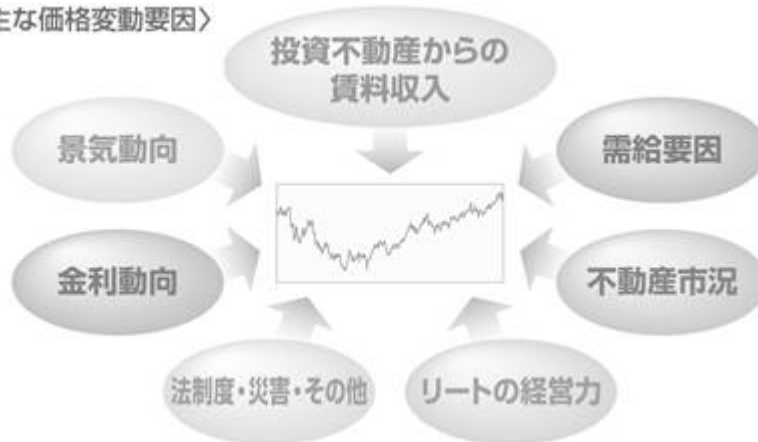 主な価格変動要因〉
投資不動産からの
賃料収入
景気動向
需給要因
金利動向
不動産市況
法制度・災害・その他
リートの経営力